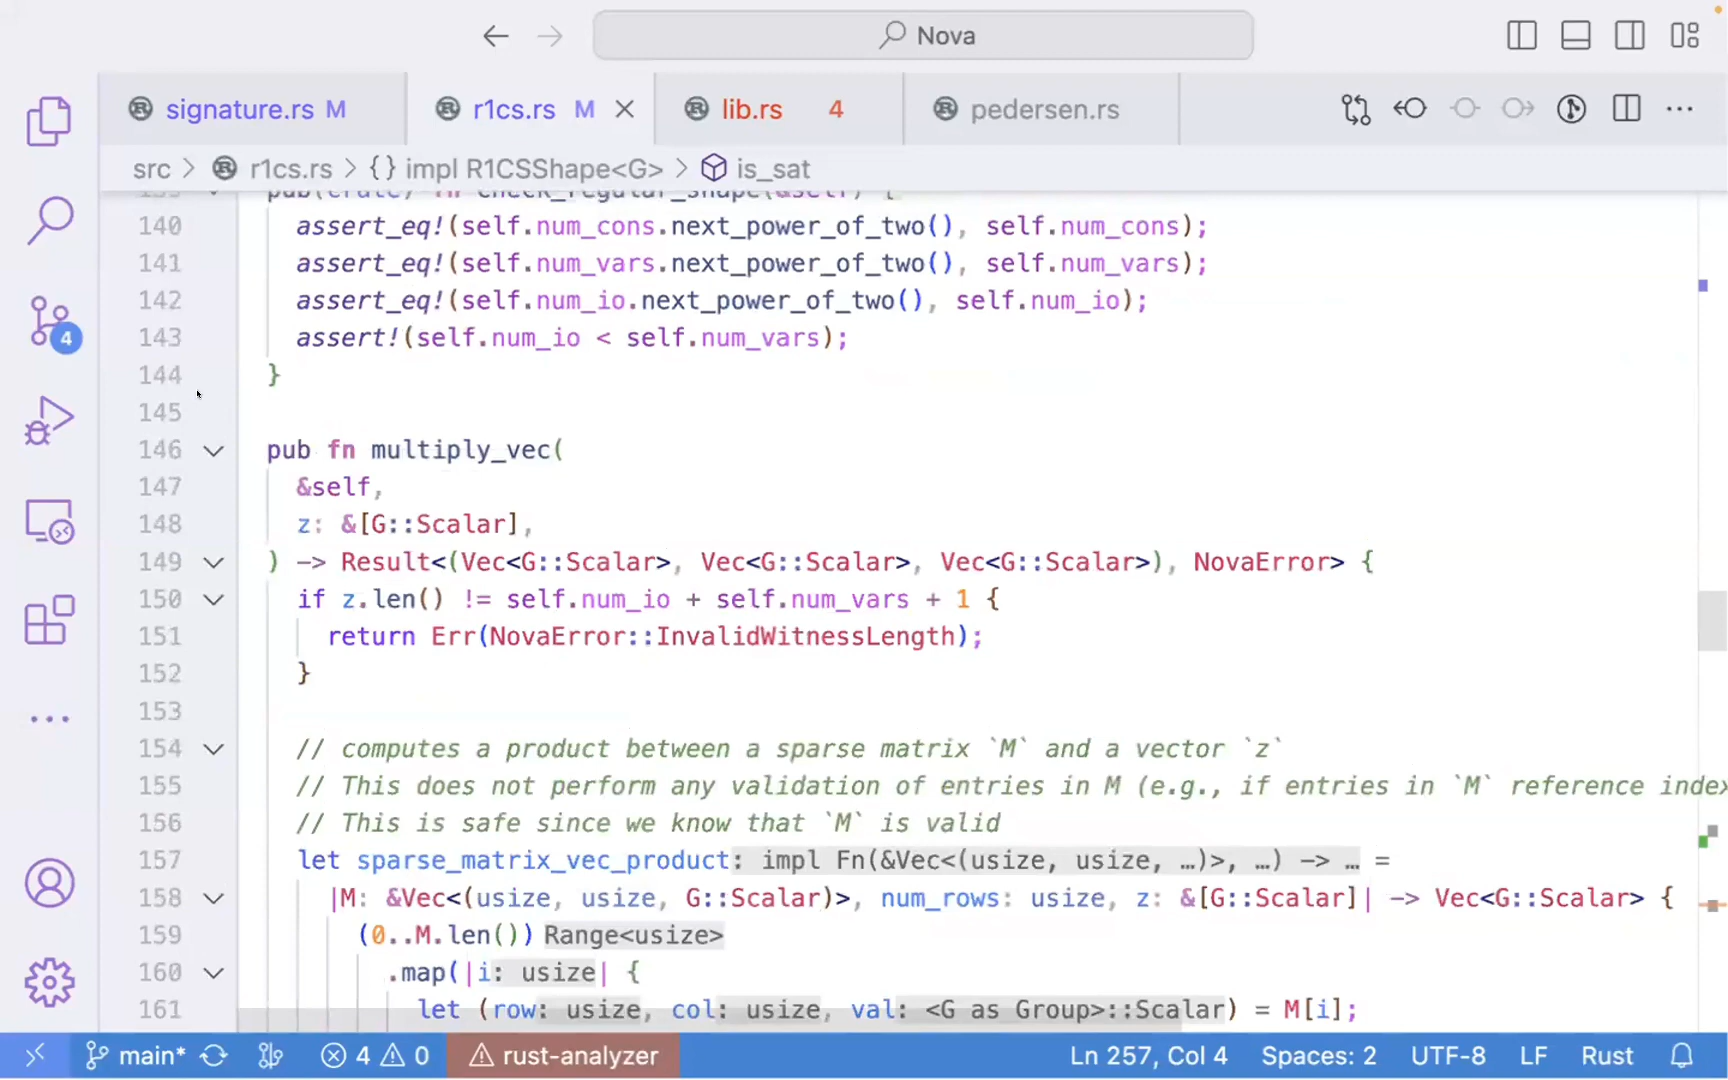 Nova
signature.rs M
r1cs.rs M
lib.rs 4
pedersen.rs
src > r1cs.rs > {} impl R1CSShape<G> > is_sat
pub(crate) fn check_regular_shape(&self) {
140 assert_eq!(self.num_cons.next_power_of_two(), self.num_cons);
141 assert_eq!(self.num_vars.next_power_of_two(), self.num_vars);
142 assert_eq!(self.num_io.next_power_of_two(), self.num_io);
143 assert!(self.num_io < self.num_vars);
144 }
145
146 pub fn multiply_vec(
147 &self,
148 z: &[G::Scalar],
149 ) -> Result<(Vec<G::Scalar>, Vec<G::Scalar>, Vec<G::Scalar>), NovaError> {
150 if z.len() != self.num_io + self.num_vars + 1 {
151 return Err(NovaError::InvalidWitnessLength);
152 }
153
154 // computes a product between a sparse matrix `M` and a vector `z`
155 // This does not perform any validation of entries in M (e.g., if entries in `M` reference index
156 // This is safe since we know that `M` is valid
157 let sparse_matrix_vec_product: impl Fn(&Vec<(usize, usize, …)>, …) -> … =
158 |M: &Vec<(usize, usize, G::Scalar)>, num_rows: usize, z: &[G::Scalar]| -> Vec<G::Scalar> {
159 (0..M.len()) Range<usize>
160 .map(|i: usize| {
161 let (row: usize, col: usize, val: <G as Group>::Scalar) = M[i];
4
main* 4 0 rust-analyzer Ln 257, Col 4 Spaces: 2 UTF-8 LF Rust